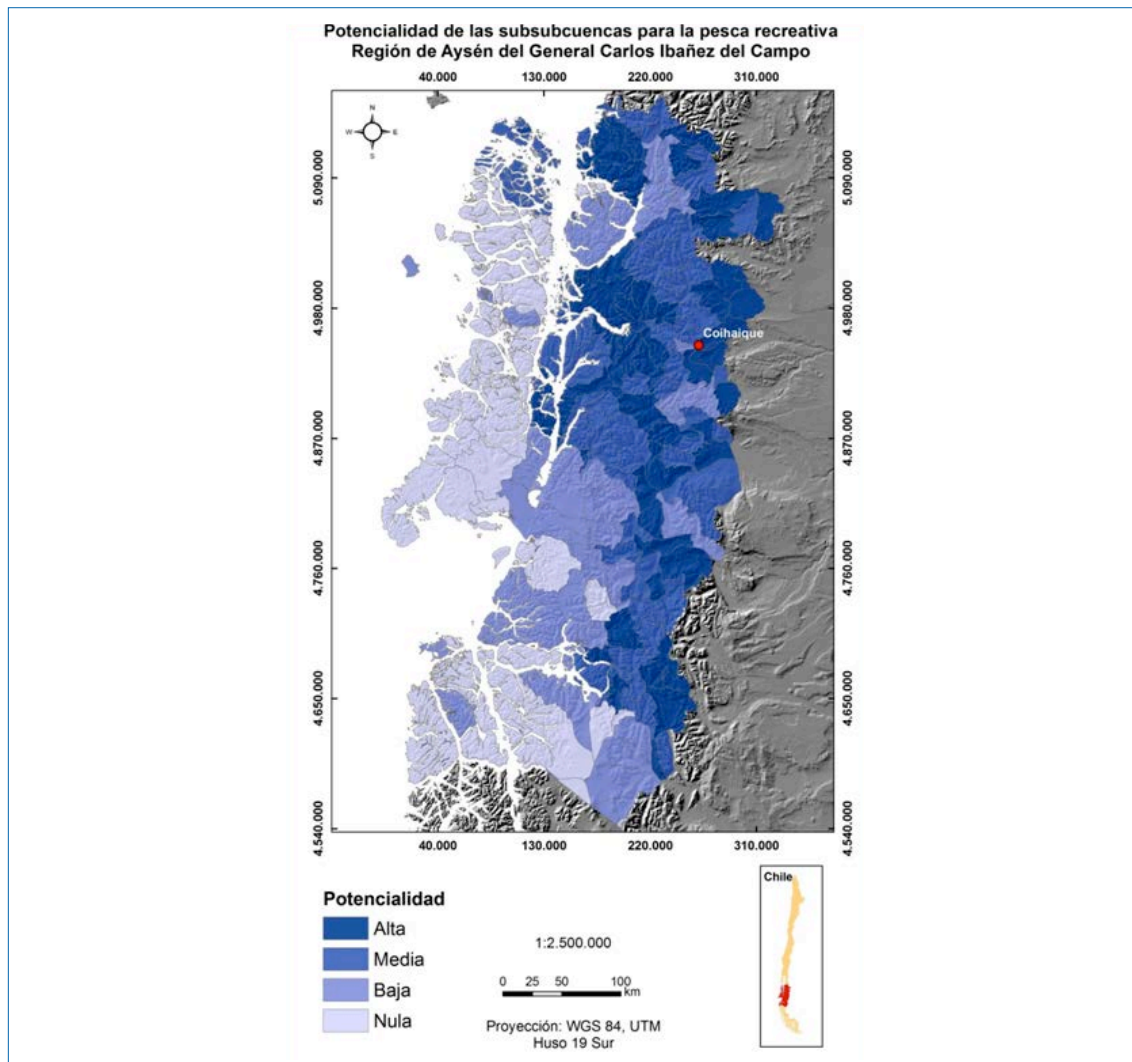 Potencialidad de las subsubcuencas para la pesca recreativa
Región de Aysén del General Carlos Ibañez del Campo
40.000 130.000 220.000 310.000
N
W E
S
5.090.000 5.090.000
4.980.000 4.980.000
Coihaique
4.870.000 4.870.000
4.760.000 4.760.000
4.650.000 4.650.000
4.540.000 4.540.000
40.000 130.000 220.000 310.000
Potencialidad
Alta
Media
Baja
Nula
1:2.500.000
0 25 50 100
km
Proyección: WGS 84, UTM
Huso 19 Sur
Chile